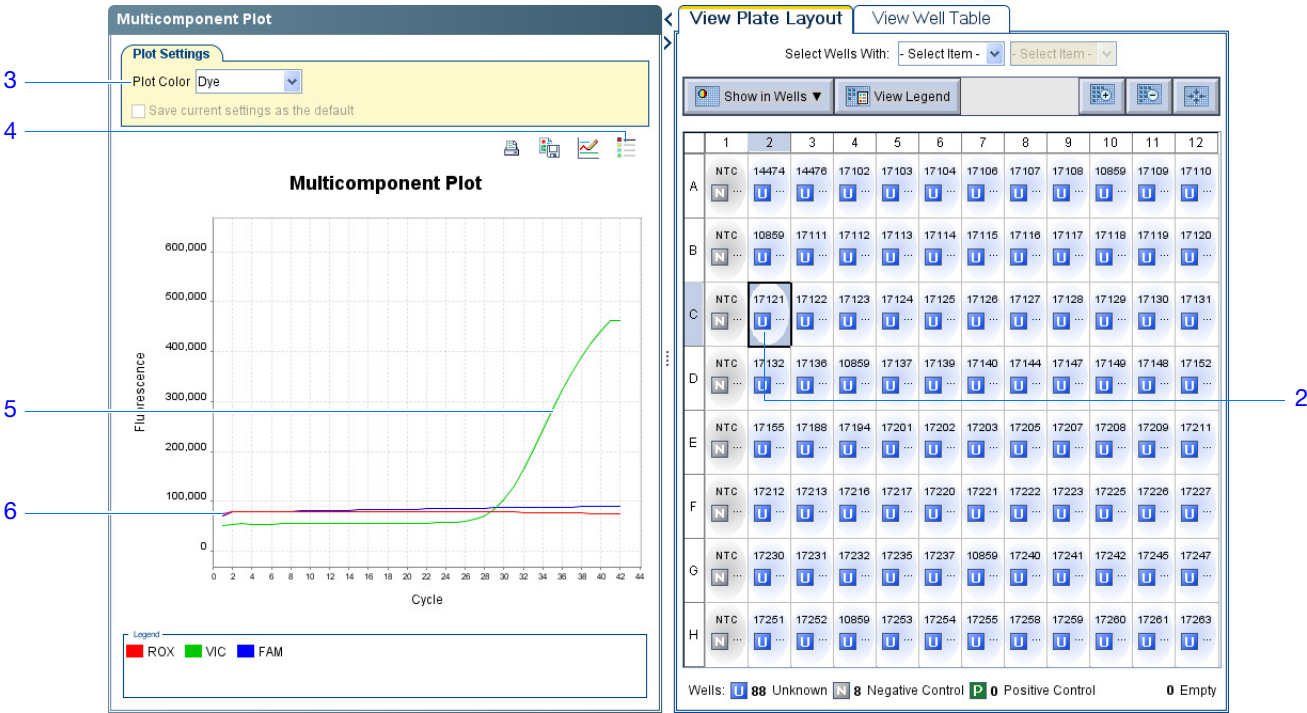 Multicomponent Plot
Plot Settings
3
Plot Color Dye
Save current settings as the default
4
Multicomponent Plot
600,000
500,000
400,000
300,000
200,000
100,000
0
Fluorescence
5
6
0 2 4 6 8 10 12 14 16 18 20 22 24 26 28 30 32 34 36 38 40 42 44
Cycle
Legend
ROX VIC FAM
View Plate Layout View Well Table
Select Wells With: - Select Item - - Select Item -
Show in Wells ▼ View Legend
1 2 3 4 5 6 7 8 9 10 11 12
NTC 14474 14476 17102 17103 17104 17106 17107 17108 10859 17109 17110
A N ... U ... U ... U ... U ... U ... U ... U ... U ... U ... U ... U ...
NTC 10859 17111 17112 17113 17114 17115 17116 17117 17118 17119 17120
B N ... U ... U ... U ... U ... U ... U ... U ... U ... U ... U ... U ...
NTC 17121 17122 17123 17124 17125 17126 17127 17128 17129 17130 17131
C N ... U ... U ... U ... U ... U ... U ... U ... U ... U ... U ... U ...
NTC 17132 17136 10859 17137 17139 17140 17144 17147 17149 17148 17152
D N ... U ... U ... U ... U ... U ... U ... U ... U ... U ... U ... U ...
2
NTC 17155 17188 17194 17201 17202 17203 17205 17207 17208 17209 17211
E N ... U ... U ... U ... U ... U ... U ... U ... U ... U ... U ... U ...
NTC 17212 17213 17216 17217 17220 17221 17222 17223 17225 17226 17227
F N ... U ... U ... U ... U ... U ... U ... U ... U ... U ... U ... U ...
NTC 17230 17231 17232 17235 17237 10859 17240 17241 17242 17245 17247
G N ... U ... U ... U ... U ... U ... U ... U ... U ... U ... U ... U ...
NTC 17251 17252 10859 17253 17254 17255 17258 17259 17260 17261 17263
H N ... U ... U ... U ... U ... U ... U ... U ... U ... U ... U ... U ...
Wells: U 88 Unknown N 8 Negative Control P 0 Positive Control 0 Empty